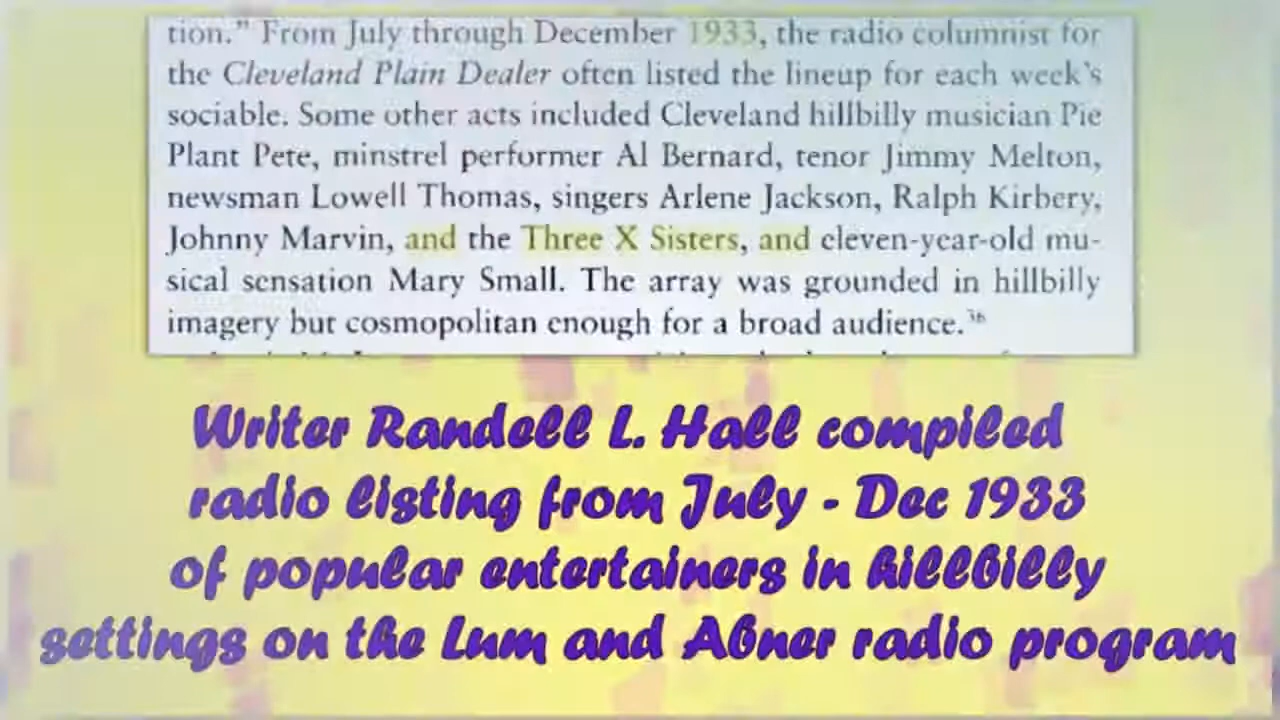 tion.” From July through December 1933, the radio columnist for
the Cleveland Plain Dealer often listed the lineup for each week’s
sociable. Some other acts included Cleveland hillbilly musician Pie
Plant Pete, minstrel performer Al Bernard, tenor Jimmy Melton,
newsman Lowell Thomas, singers Arlene Jackson, Ralph Kirbery,
Johnny Marvin, and the Three X Sisters, and eleven-year-old mu-
sical sensation Mary Small. The array was grounded in hillbilly
imagery but cosmopolitan enough for a broad audience.36
Writer Randell L. Hall compiled
radio listing from July - Dec 1933
of popular entertainers in hillbilly
settings on the Lum and Abner radio program